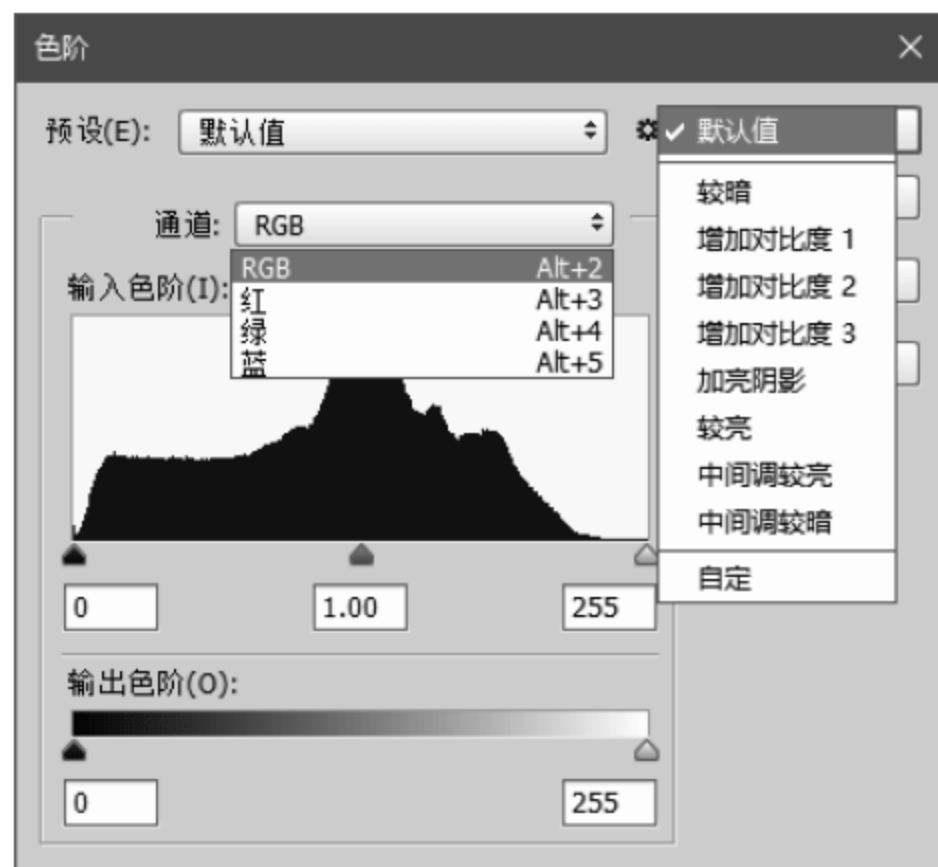 色阶
预设(E): 默认值
✓ 默认值
较暗
增加对比度 1
增加对比度 2
增加对比度 3
加亮阴影
较亮
中间调较亮
中间调较暗
自定
通道: RGB
RGB Alt+2
红 Alt+3
绿 Alt+4
蓝 Alt+5
输入色阶(I):
0 1.00 255
输出色阶(O):
0 255